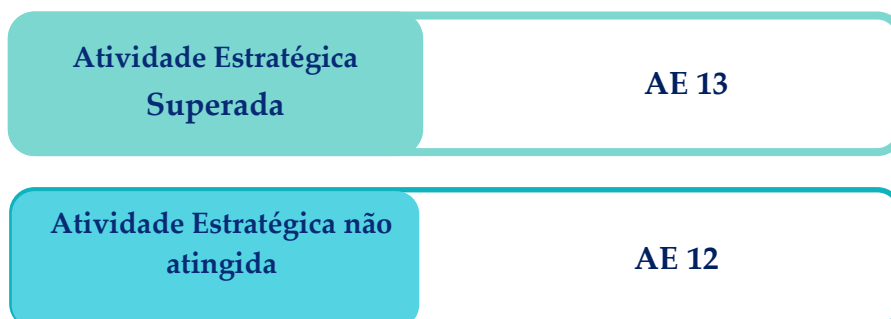 Atividade Estratégica
Superada
AE 13
Atividade Estratégica não
atingida
AE 12